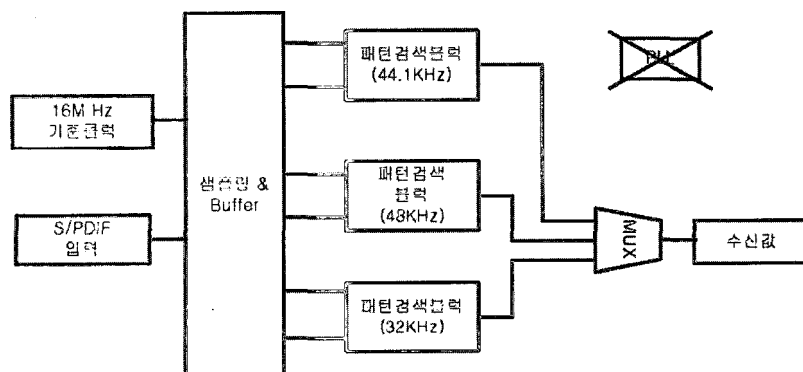 패턴검색블럭
(44.1KHz)
PLL
16M Hz
기준클럭
샘플링 &
Buffer
패턴검색
블럭
(48KHz)
S/PDIF
입력
MUX
수신값
패턴검색블럭
(32KHz)